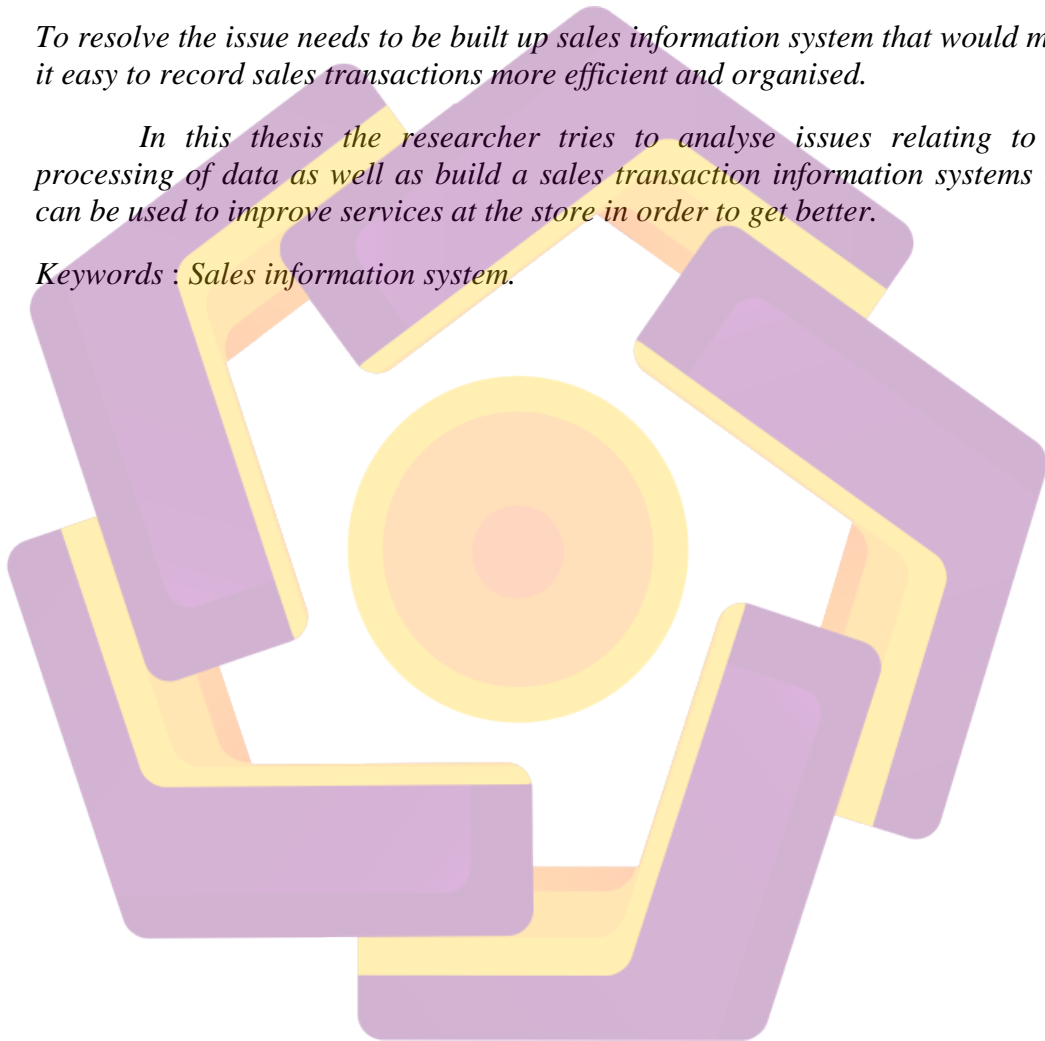 To resolve the issue needs to be built up sales information system that would m
it easy to record sales transactions more efficient and organised.
In this thesis the researcher tries to analyse issues relating to
processing of data as well as build a sales transaction information systems
can be used to improve services at the store in order to get better.
Keywords : Sales information system.